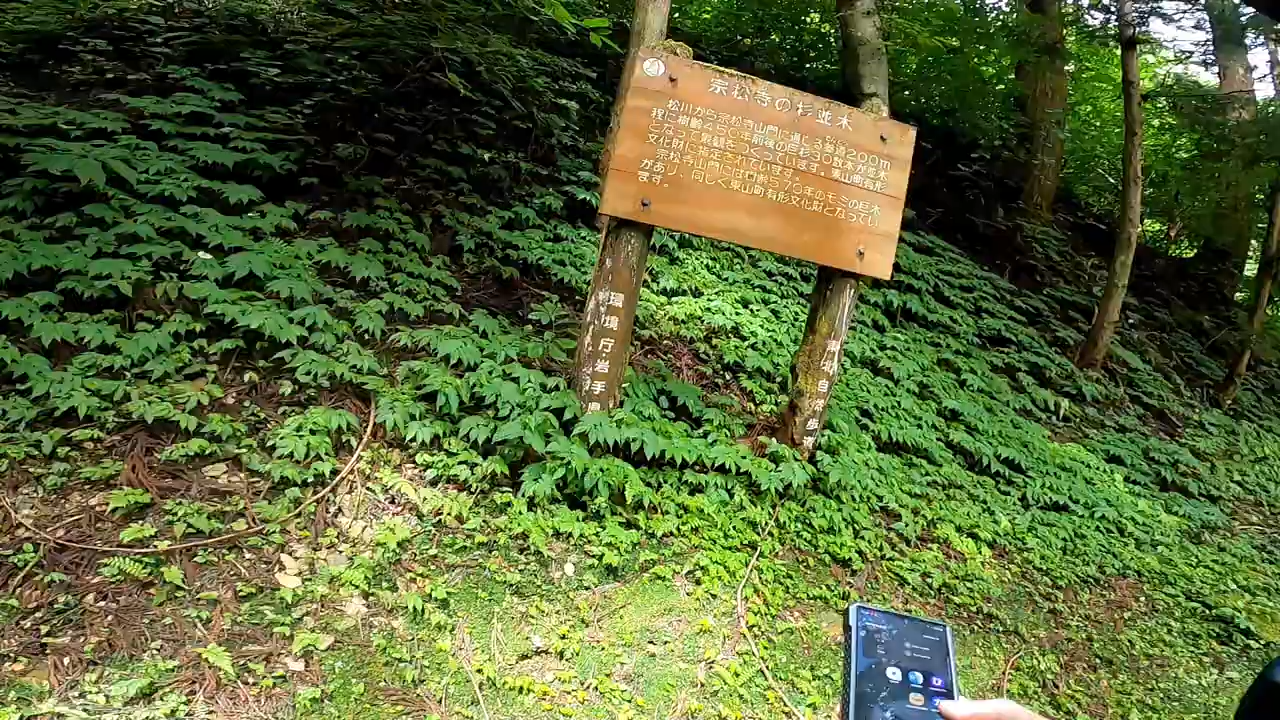 宗松寺の杉並木
松川から宗松寺山門に通じる参道200m
程に樹齢450年前後の巨杉30数本が並木
となって景観をつくっています。東山町有形
文化財に指定されています。
宗松寺山門には樹齢570年のモミの巨木
があり、同じく東山町有形文化財となってい
ます。
環境庁・岩手県
東北自然歩道